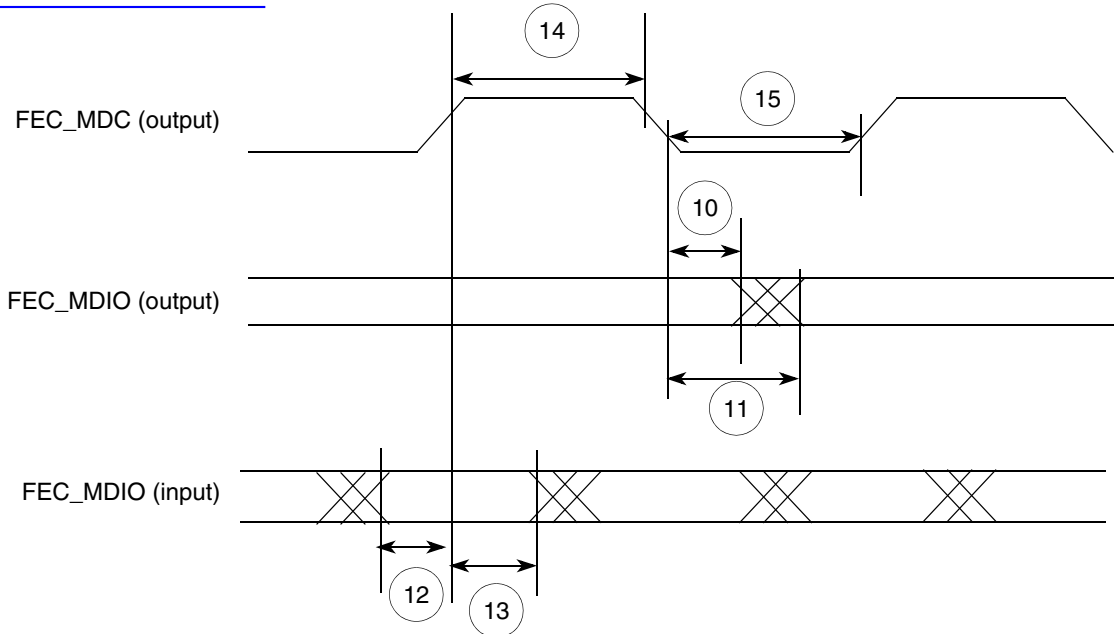 14
FEC_MDC (output)
15
10
FEC_MDIO (output)
11
FEC_MDIO (input)
12
13